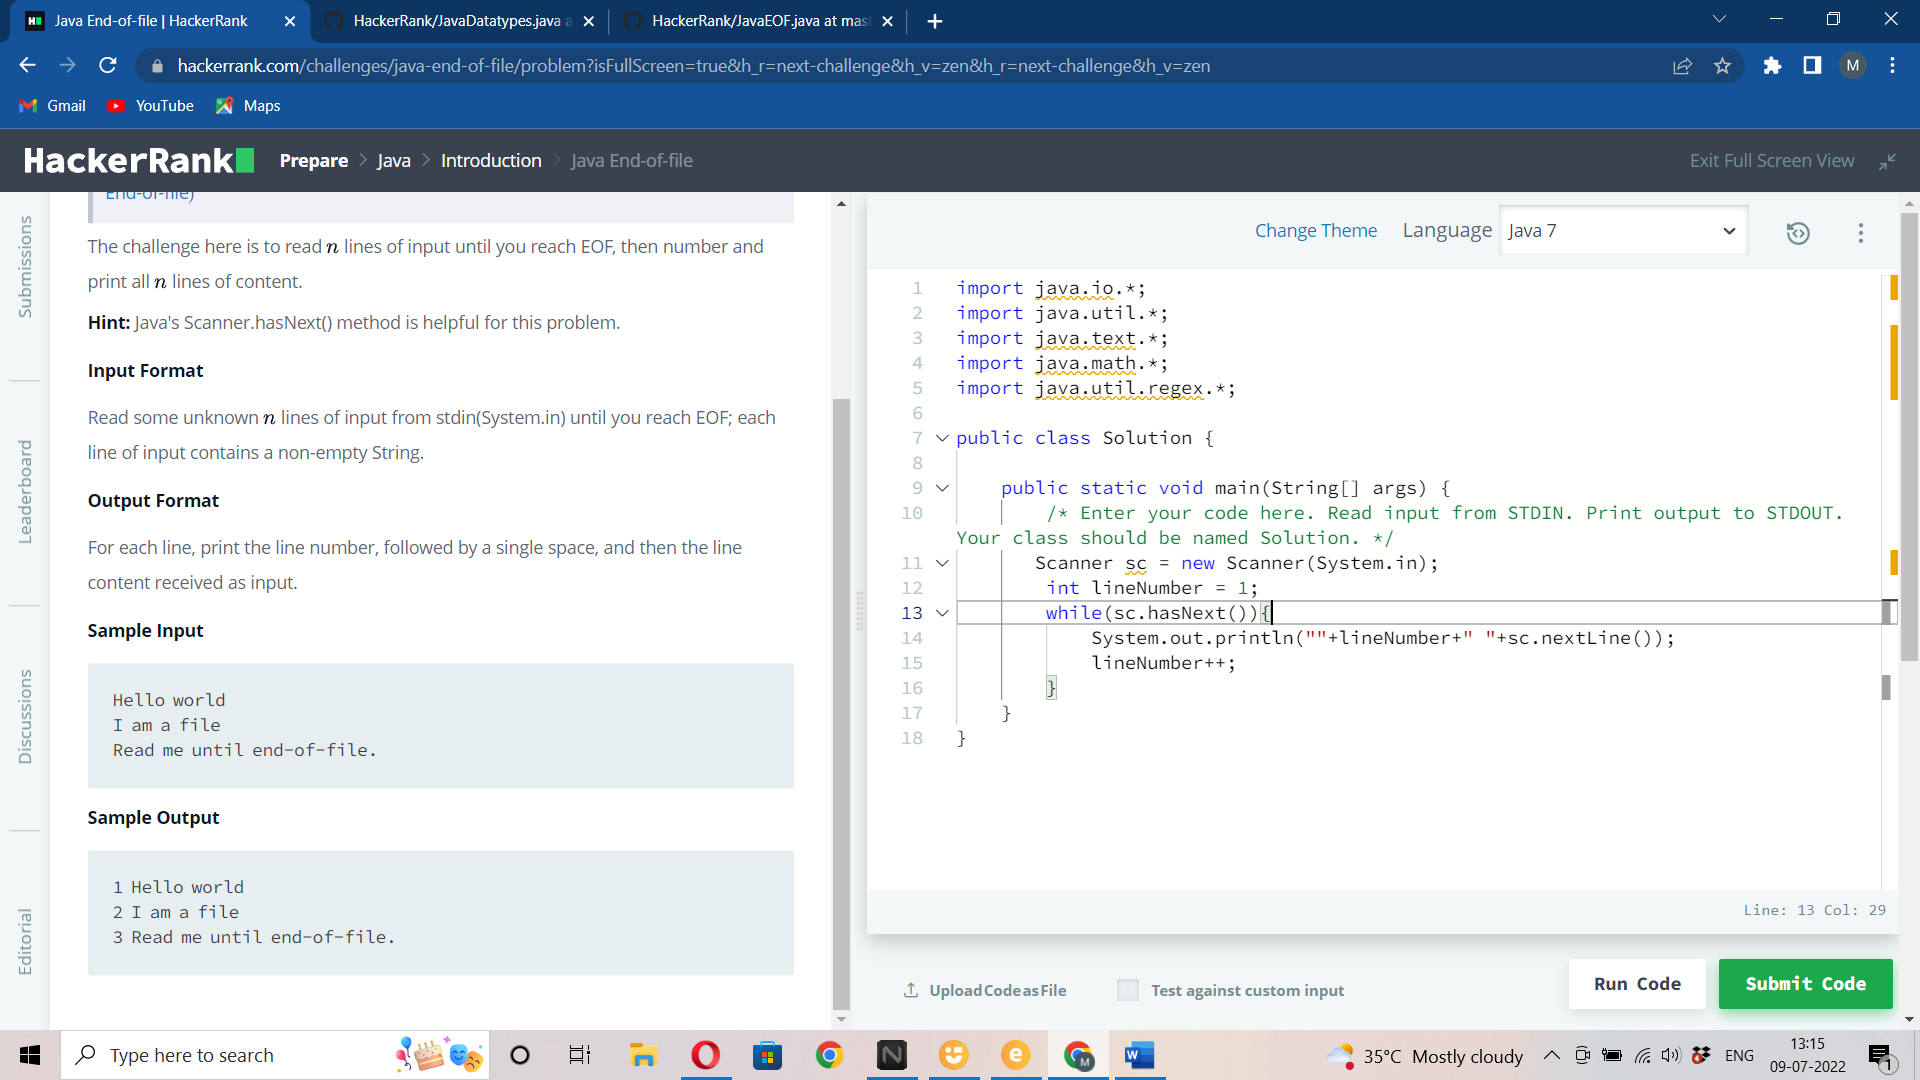 Java End-of-file | HackerRank
HackerRank/JavaDatatypes.java a
HackerRank/JavaEOF.java at mast
hackerrank.com/challenges/java-end-of-file/problem?isFullScreen=true&h_r=next-challenge&h_v=zen&h_r=next-challenge&h_v=zen
M
Gmail
YouTube
Maps
HackerRank
Prepare > Java > Introduction > Java End-of-file
Exit Full Screen View
Submissions
Leaderboard
Discussions
Editorial
End-of-file)
The challenge here is to read n lines of input until you reach EOF, then number and
print all n lines of content.
Hint: Java's Scanner.hasNext() method is helpful for this problem.
Input Format
Read some unknown n lines of input from stdin(System.in) until you reach EOF; each
line of input contains a non-empty String.
Output Format
For each line, print the line number, followed by a single space, and then the line
content received as input.
Sample Input
Hello world
I am a file
Read me until end-of-file.
Sample Output
1 Hello world
2 I am a file
3 Read me until end-of-file.
Change Theme
Language
Java 7
1 import java.io.*;
2 import java.util.*;
3 import java.text.*;
4 import java.math.*;
5 import java.util.regex.*;
6
7 public class Solution {
8
9 public static void main(String[] args) {
10 /* Enter your code here. Read input from STDIN. Print output to STDOUT.
Your class should be named Solution. */
11 Scanner sc = new Scanner(System.in);
12 int lineNumber = 1;
13 while(sc.hasNext()){
14 System.out.println(""+lineNumber+" "+sc.nextLine());
15 lineNumber++;
16 }
17 }
18 }
Line: 13 Col: 29
Upload Code as File
Test against custom input
Run Code
Submit Code
Type here to search
35°C Mostly cloudy
ENG
13:15
09-07-2022
1